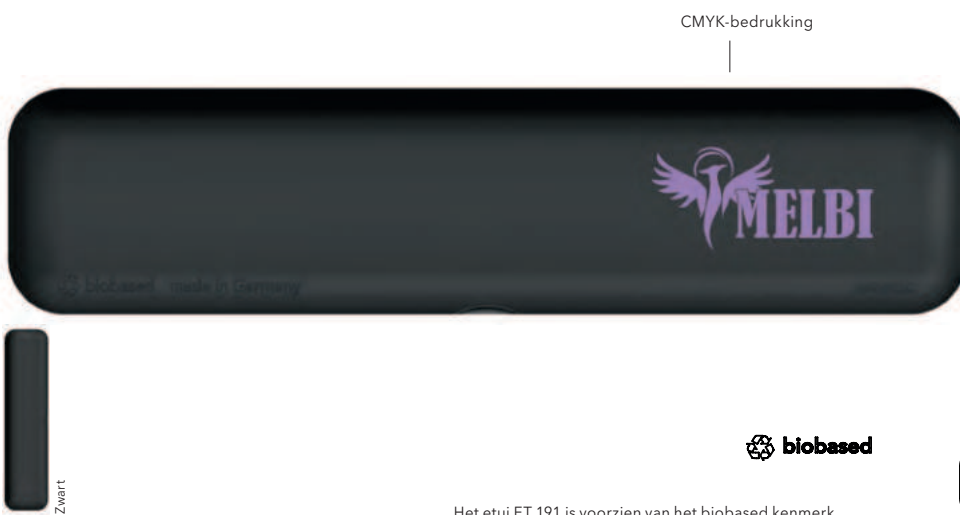 CMYK-bedrukking
MELBI
biobased made in Germany
biobased
Zwart
Het etui ET 191 is voorzien van het biobased kenmerk